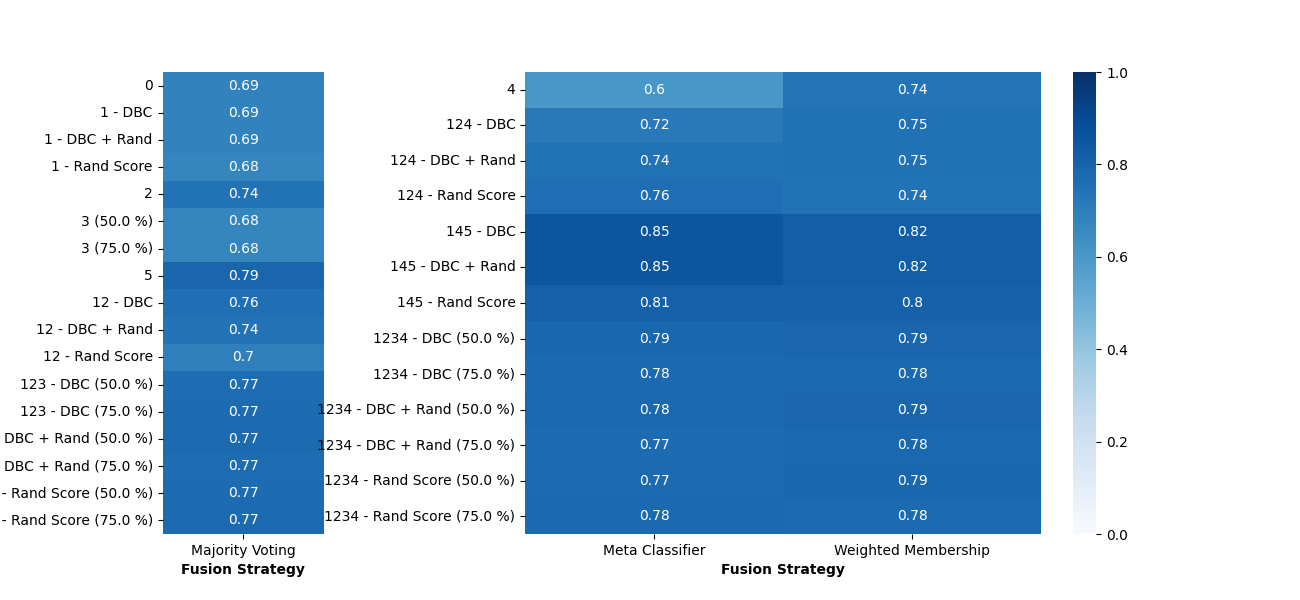 0 0.69
1 - DBC 0.69
1 - DBC + Rand 0.69
1 - Rand Score 0.68
2 0.74
3 (50.0 %) 0.68
3 (75.0 %) 0.68
5 0.79
12 - DBC 0.76
12 - DBC + Rand 0.74
12 - Rand Score 0.7
123 - DBC (50.0 %) 0.77
123 - DBC (75.0 %) 0.77
DBC + Rand (50.0 %) 0.77
DBC + Rand (75.0 %) 0.77
- Rand Score (50.0 %) 0.77
- Rand Score (75.0 %) 0.77
Majority Voting
Fusion Strategy
4 0.6 0.74
124 - DBC 0.72 0.75
124 - DBC + Rand 0.74 0.75
124 - Rand Score 0.76 0.74
145 - DBC 0.85 0.82
145 - DBC + Rand 0.85 0.82
145 - Rand Score 0.81 0.8
1234 - DBC (50.0 %) 0.79 0.79
1234 - DBC (75.0 %) 0.78 0.78
1234 - DBC + Rand (50.0 %) 0.78 0.79
1234 - DBC + Rand (75.0 %) 0.77 0.78
1234 - Rand Score (50.0 %) 0.77 0.79
1234 - Rand Score (75.0 %) 0.78 0.78
Meta Classifier Weighted Membership
Fusion Strategy
1.0
0.8
0.6
0.4
0.2
0.0